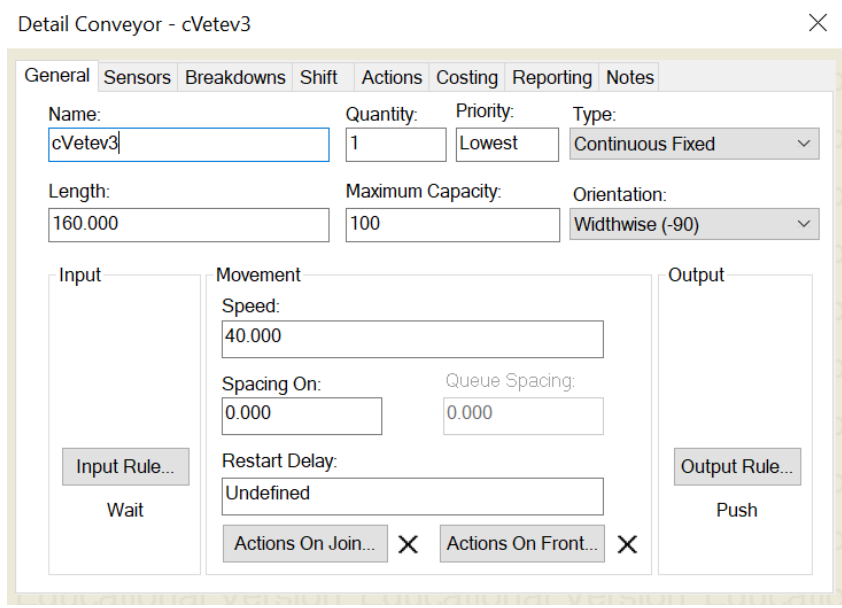 Detail Conveyor - cVetev3
General Sensors Breakdowns Shift Actions Costing Reporting Notes
Name: Quantity: Priority: Type:
cVetev3 1 Lowest Continuous Fixed
Length: Maximum Capacity: Orientation:
160.000 100 Widthwise (-90)
Input Movement Output
Speed:
40.000
Spacing On: Queue Spacing:
0.000 0.000
Input Rule... Restart Delay: Output Rule...
Wait Undefined Push
Actions On Join... Actions On Front...